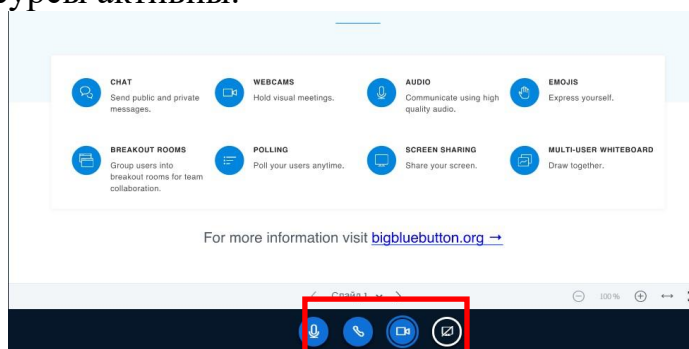 CHAT
Send public and private
messages.
WEBCAMS
Hold visual meetings.
AUDIO
Communicate using high
quality audio.
EMOJIS
Express yourself.
BREAKOUT ROOMS
Group users into
breakout rooms for team
collaboration.
POLLING
Poll your users anytime.
SCREEN SHARING
Share your screen.
MULTI-USER WHITEBOARD
Draw together.
For more information visit bigbluebutton.org →
Слайд 1
100%